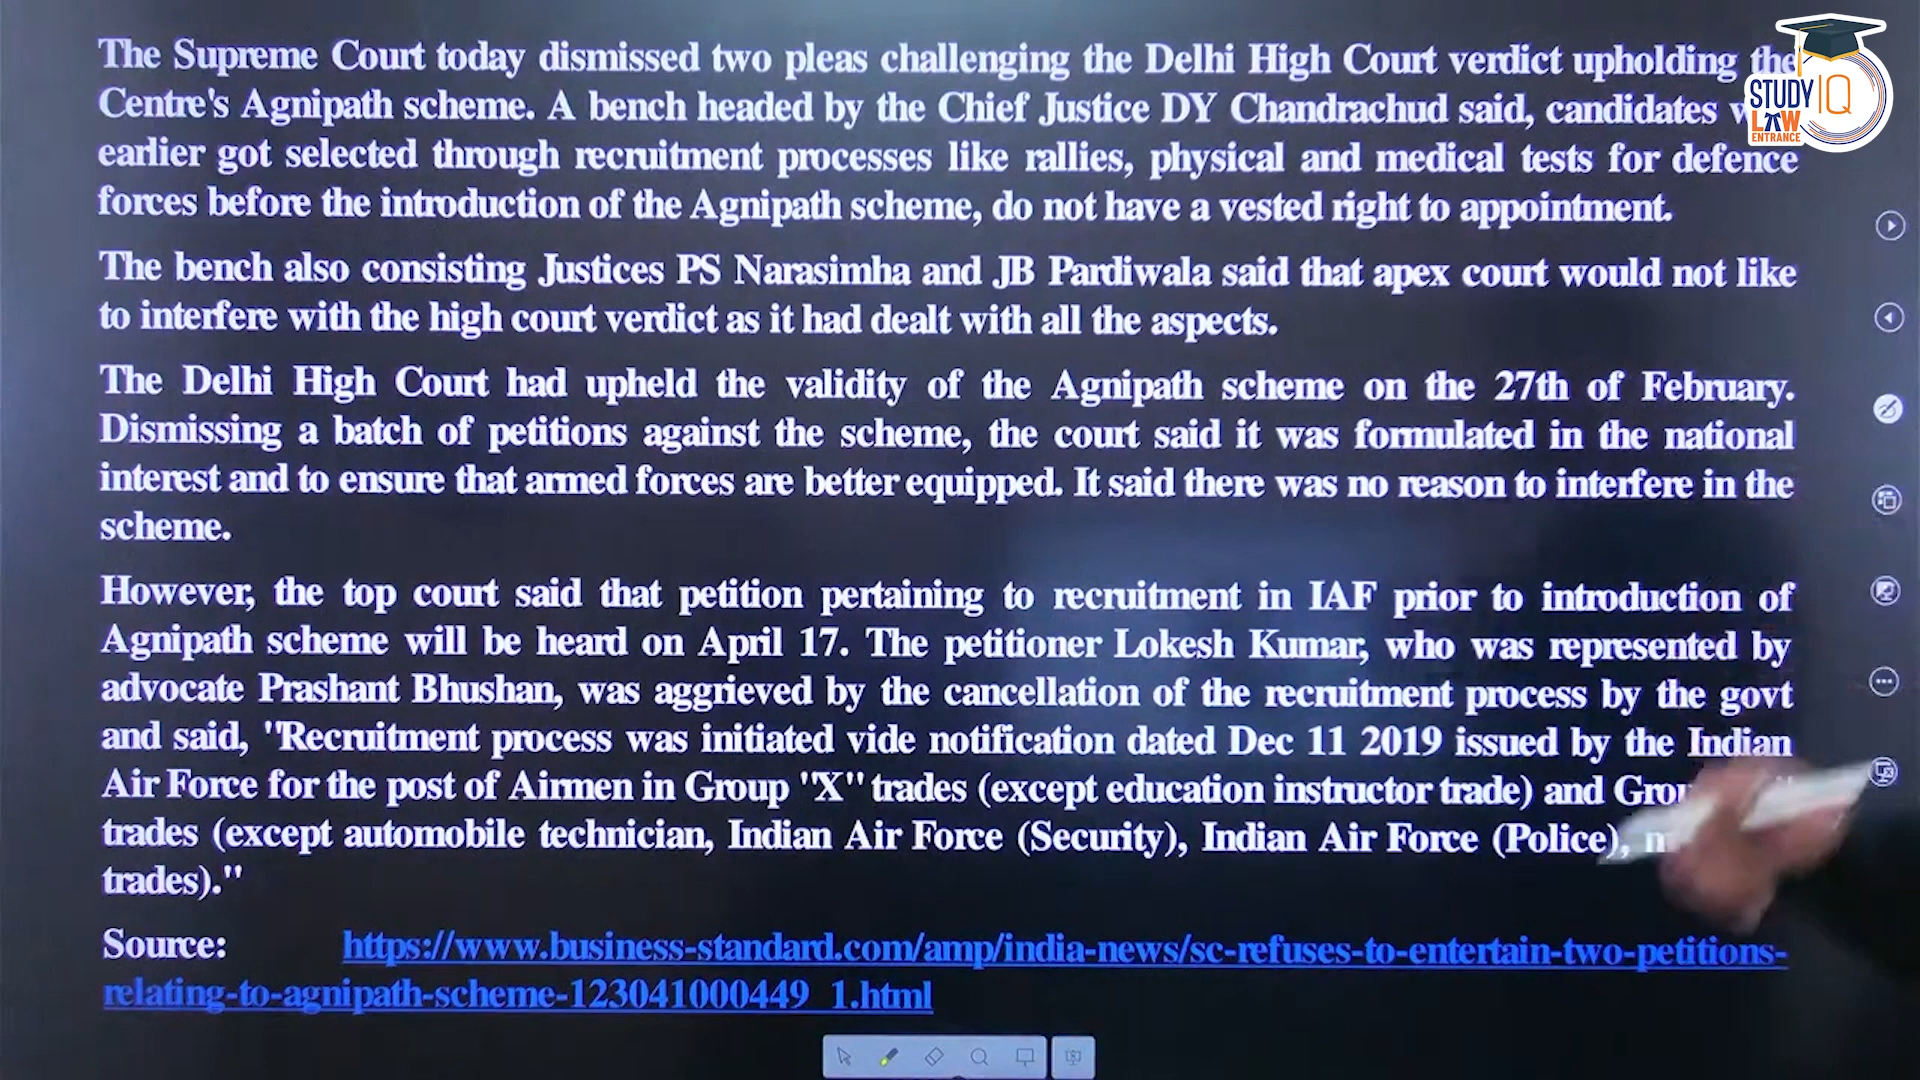 The Supreme Court today dismissed two pleas challenging the Delhi High Court verdict upholding the
Centre's Agnipath scheme. A bench headed by the Chief Justice DY Chandrachud said, candidates
earlier got selected through recruitment processes like rallies, physical and medical tests for defence
forces before the introduction of the Agnipath scheme, do not have a vested right to appointment.
The bench also consisting Justices PS Narasimha and JB Pardiwala said that apex court would not like
to interfere with the high court verdict as it had dealt with all the aspects.
The Delhi High Court had upheld the validity of the Agnipath scheme on the 27th of February.
Dismissing a batch of petitions against the scheme, the court said it was formulated in the national
interest and to ensure that armed forces are better equipped. It said there was no reason to interfere in the
scheme.
However, the top court said that petition pertaining to recruitment in IAF prior to introduction of
Agnipath scheme will be heard on April 17. The petitioner Lokesh Kumar, who was represented by
advocate Prashant Bhushan, was aggrieved by the cancellation of the recruitment process by the govt
and said, "Recruitment process was initiated vide notification dated Dec 11 2019 issued by the Indian
Air Force for the post of Airmen in Group "X" trades (except education instructor trade) and
trades (except automobile technician, Indian Air Force (Security), Indian Air Force (Police),
trades)."
Source: https://www.business-standard.com/amp/india-news/sc-refuses-to-entertain-two-petitions-
relating-to-agnipath-scheme-123041000449_1.html
STUDY IQ
LAW
ENTRANCE